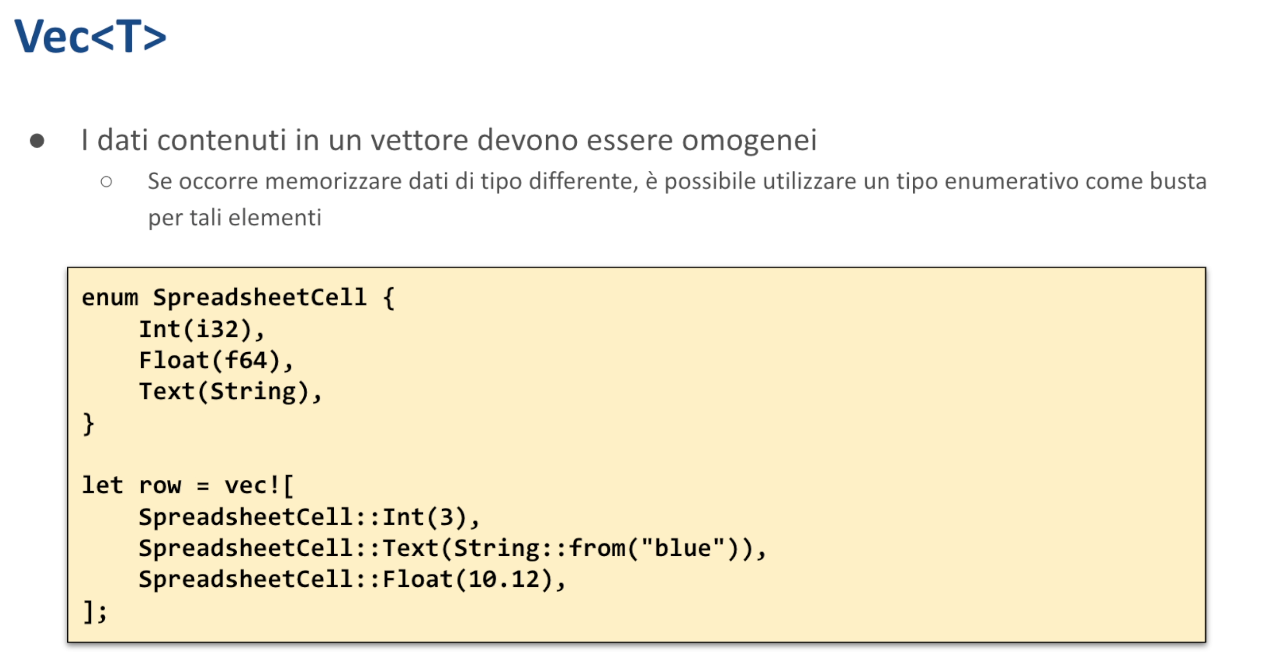 Vec<T>
● I dati contenuti in un vettore devono essere omogenei
○ Se occorre memorizzare dati di tipo differente, è possibile utilizzare un tipo enumerativo come busta
per tali elementi
enum SpreadsheetCell {
    Int(i32),
    Float(f64),
    Text(String),
}

let row = vec![
    SpreadsheetCell::Int(3),
    SpreadsheetCell::Text(String::from("blue")),
    SpreadsheetCell::Float(10.12),
];